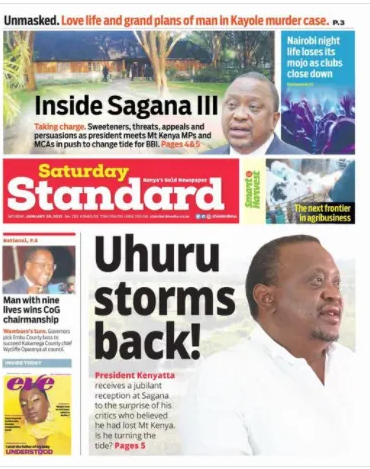 Unmasked. Love life and grand plans of man in Kayole murder case. P.3
Nairobi night
life loses its
mojo as clubs
close down
Inside Sagana III
Taking charge. Sweeteners, threats, appeals and
persuasions as president meets Mt Kenya MPs and
MCAs in push to change tide for BBI. Pages 4&5
Saturday
Kenya's Bold Newspaper
Standard
Smart
Harvest
The next frontier
in agribusiness
National, P.6
Man with nine
lives wins CoG
chairmanship
Wambora's turn. Governors
pick Embu County boss to
succeed Kakamega County chief
Wycliffe Oparanya at council.
INSIDE TODAY
eve
UNDERSTOOD
Uhuru
storms
back!
President Kenyatta
receives a jubilant
reception at Sagana
to the surprise of his
critics who believed
he had lost Mt Kenya.
Is he turning the
tide? Pages 5